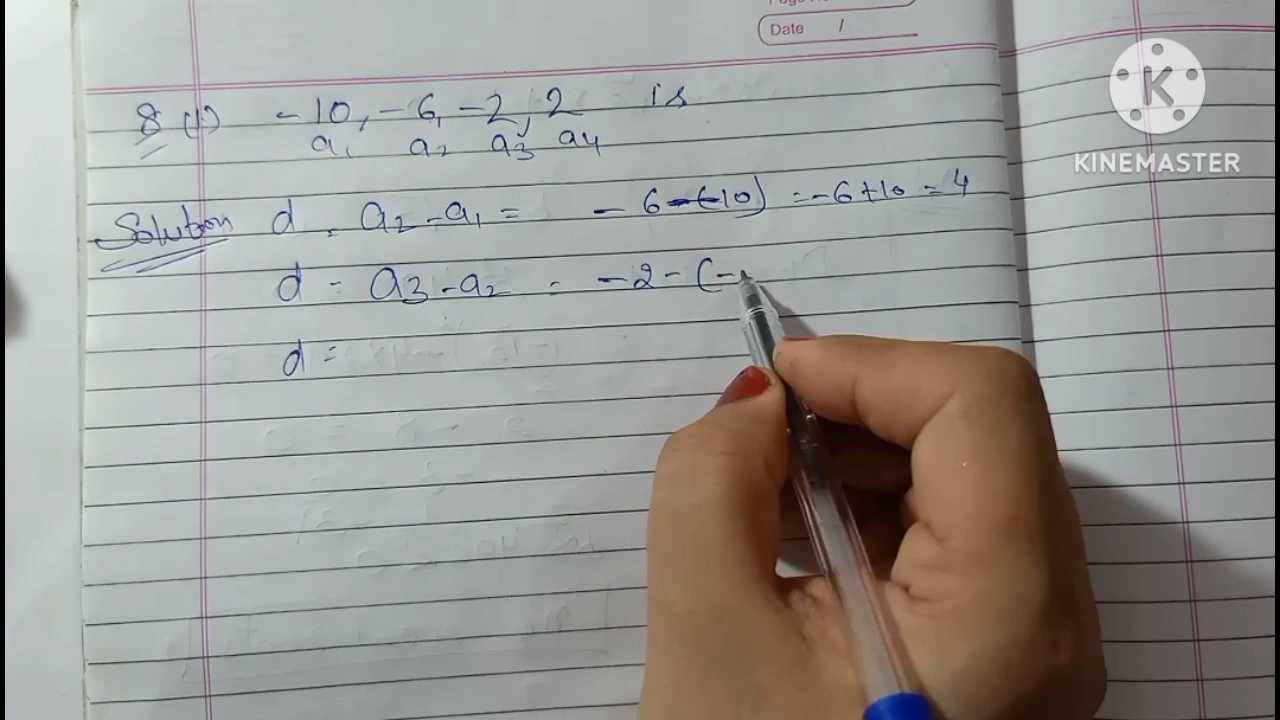 Date /
KINEMASTER
8 (1) -10, -6, -2, 2 is
a1 a2 a3 a4
Solution d = a2 - a1 = -6-(-10) = -6+10 = 4
d = a3 - a2 = -2 - (-
d =